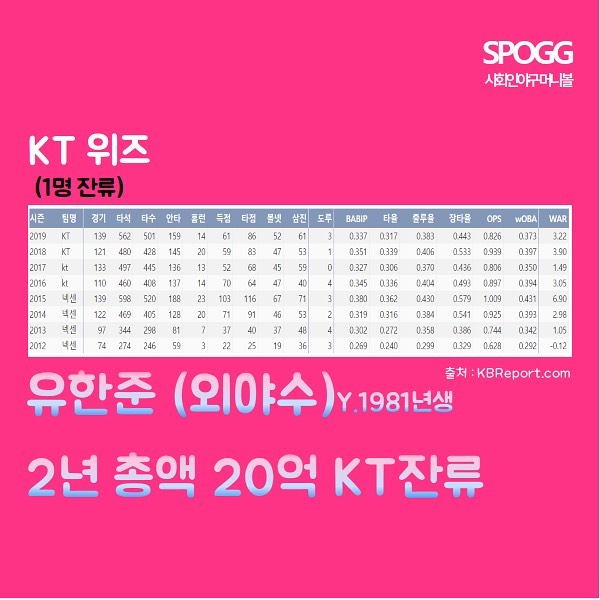 SPOGG
사회인야구머니볼
KT 위즈
(1명 잔류)
시즌 팀명 경기 타석 타수 안타 홈런 득점 타점 볼넷 삼진 도루 BABIP 타율 출루율 장타율 OPS wOBA WAR
2019 KT 139 562 501 159 14 61 86 52 61 3 0.337 0.317 0.383 0.443 0.826 0.373 3.22
2018 KT 121 480 428 145 20 59 83 47 53 1 0.351 0.339 0.406 0.533 0.939 0.397 3.90
2017 kt 133 497 445 136 13 52 68 45 59 0 0.327 0.306 0.370 0.436 0.806 0.350 1.49
2016 kt 110 460 408 137 14 70 64 47 40 4 0.345 0.336 0.404 0.493 0.897 0.394 3.05
2015 넥센 139 598 520 188 23 103 116 67 71 3 0.380 0.362 0.430 0.579 1.009 0.431 6.90
2014 넥센 122 469 405 128 20 71 91 46 53 2 0.319 0.316 0.384 0.541 0.925 0.393 2.98
2013 넥센 97 344 298 81 7 37 40 37 48 4 0.302 0.272 0.358 0.386 0.744 0.342 1.05
2012 넥센 74 274 246 59 3 22 25 19 36 3 0.269 0.240 0.299 0.329 0.628 0.292 -0.12
출처 : KBReport.com
유한준 (외야수)Y.1981년생
2년 총액 20억 KT잔류